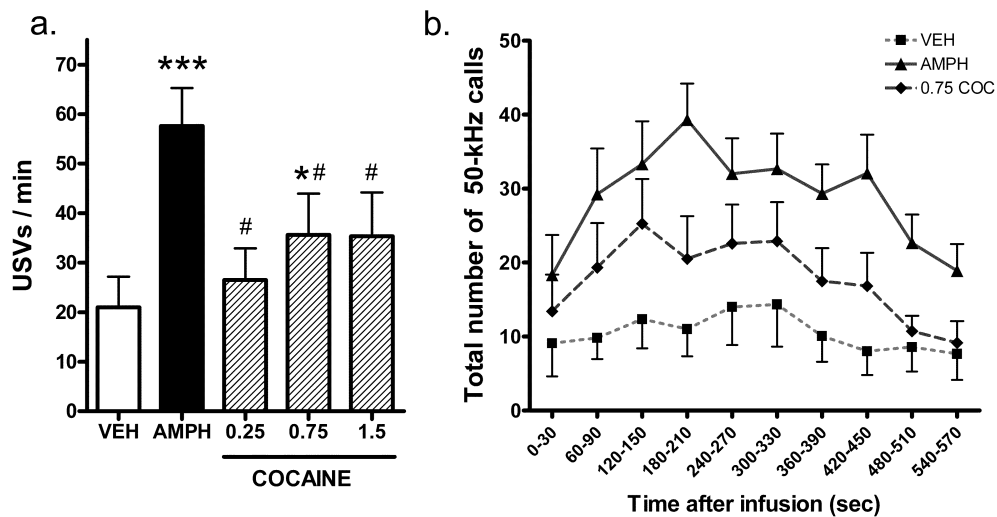 a.
USVs / min
70
60
50
40
30
20
10
0
***
#
*#
#
VEH AMPH 0.25 0.75 1.5
COCAINE
b.
Total number of 50-kHz calls
50
40
30
20
10
0
VEH
AMPH
0.75 COC
0-30
60-90
120-150
180-210
240-270
300-330
360-390
420-450
480-510
540-570
Time after infusion (sec)